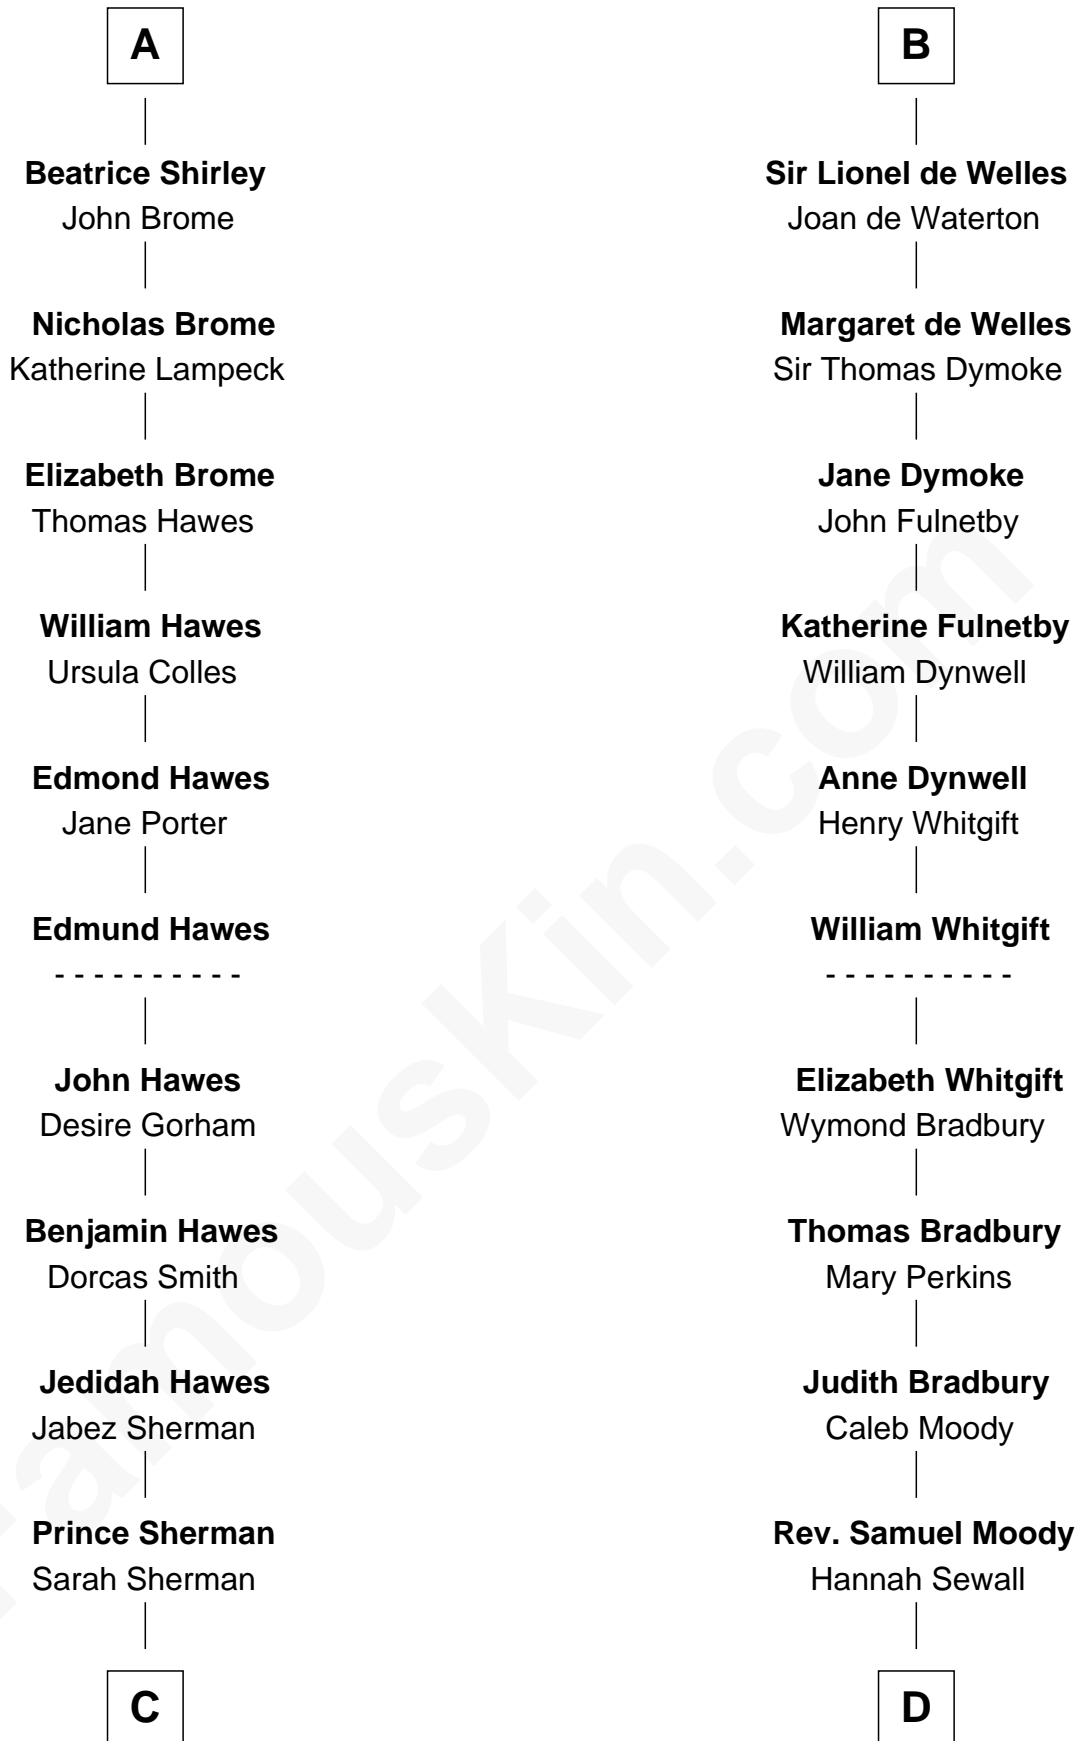 A
Beatrice Shirley
John Brome
Nicholas Brome
Katherine Lampeck
Elizabeth Brome
Thomas Hawes
William Hawes
Ursula Colles
Edmond Hawes
Jane Porter
Edmund Hawes
- - - - - - - - - -
John Hawes
Desire Gorham
Benjamin Hawes
Dorcas Smith
Jedidah Hawes
Jabez Sherman
Prince Sherman
Sarah Sherman
C
B
Sir Lionel de Welles
Joan de Waterton
Margaret de Welles
Sir Thomas Dymoke
Jane Dymoke
John Fulnetby
Katherine Fulnetby
William Dynwell
Anne Dynwell
Henry Whitgift
William Whitgift
- - - - - - - - - -
Elizabeth Whitgift
Wymond Bradbury
Thomas Bradbury
Mary Perkins
Judith Bradbury
Caleb Moody
Rev. Samuel Moody
Hannah Sewall
D
FamousKin.com